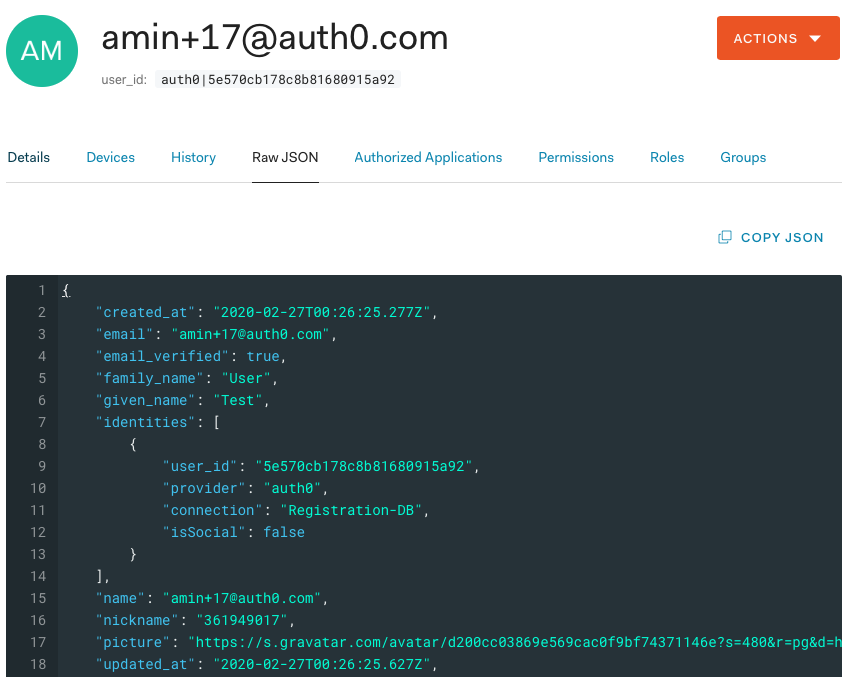 AM
amin+17@auth0.com
ACTIONS
user_id: auth0|5e570cb178c8b81680915a92
Details Devices History Raw JSON Authorized Applications Permissions Roles Groups
COPY JSON
1 {
2 "created_at": "2020-02-27T00:26:25.277Z",
3 "email": "amin+17@auth0.com",
4 "email_verified": true,
5 "family_name": "User",
6 "given_name": "Test",
7 "identities": [
8 {
9 "user_id": "5e570cb178c8b81680915a92",
10 "provider": "auth0",
11 "connection": "Registration-DB",
12 "isSocial": false
13 }
14 ],
15 "name": "amin+17@auth0.com",
16 "nickname": "361949017",
17 "picture": "https://s.gravatar.com/avatar/d200cc03869e569cac0f9bf74371146e?s=480&r=pg&d=h
18 "updated_at": "2020-02-27T00:26:25.627Z",